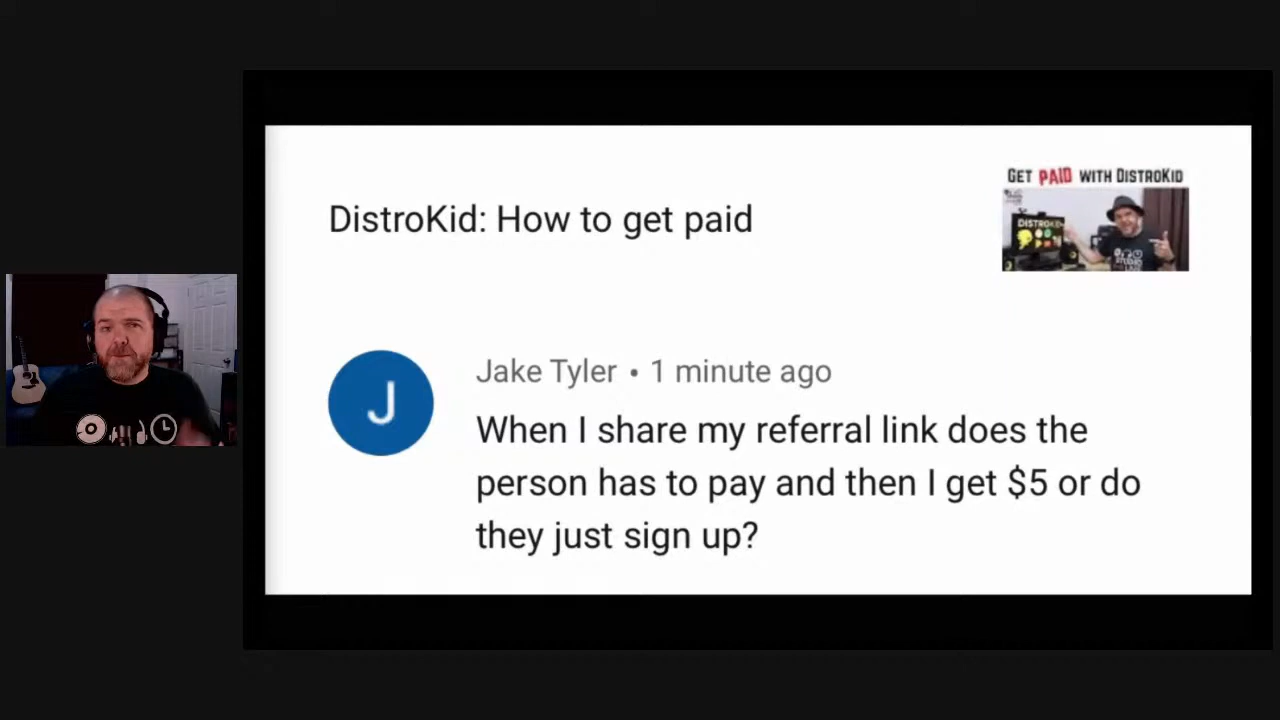 DistroKid: How to get paid
GET PAID WITH DISTROKID
DISTROKID
Jake Tyler • 1 minute ago
J
When I share my referral link does the
person has to pay and then I get $5 or do
they just sign up?